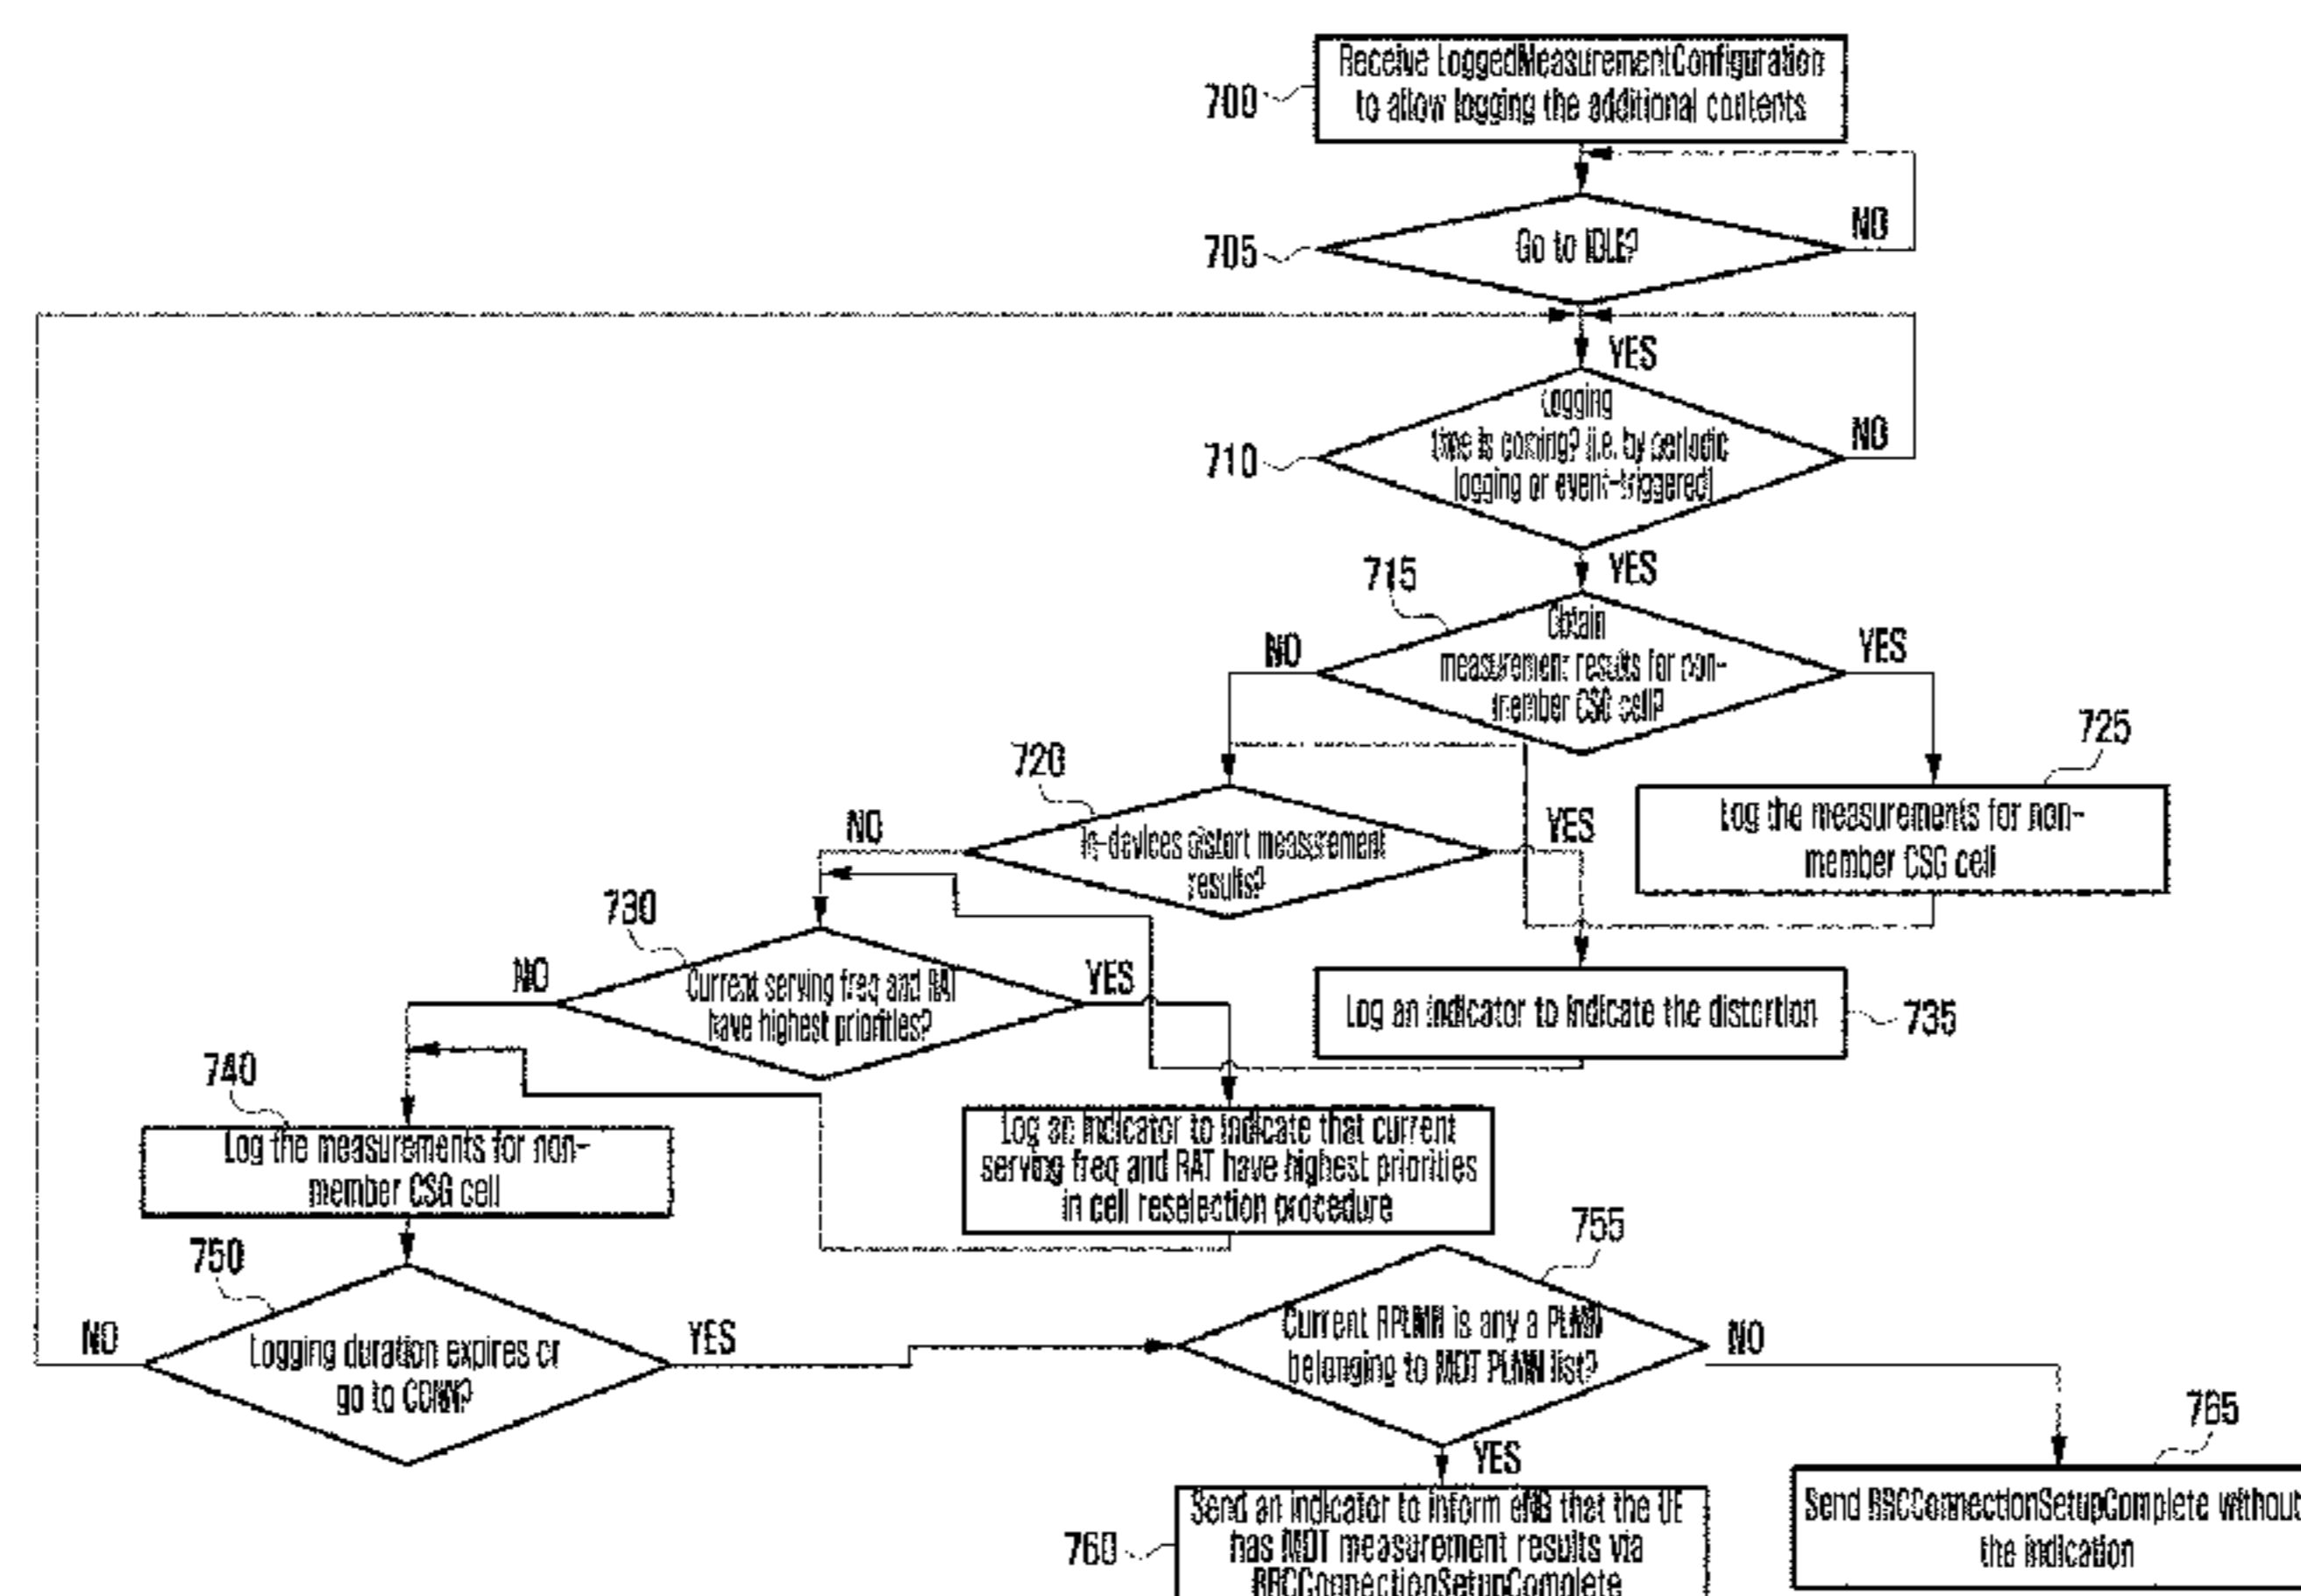 Receive LoggedMeasurementConfiguration
to allow logging the additional contents
700
Go to IDLE?
705
NO
YES
Logging
time is coming? (i.e. by periodic
logging or event-triggered)
710
NO
YES
715
Obtain
measurement results for non-
member CSG cell?
NO
YES
725
Log the measurements for non-
member CSG cell
720
In-devices distort measurement
results?
NO
YES
730
Current serving freq and RAT
have highest priorities?
NO
YES
Log an indicator to indicate the distortion
735
740
Log the measurements for non-
member CSG cell
Log an indicator to indicate that current
serving freq and RAT have highest priorities
in cell reselection procedure
750
Logging duration expires or
go to CONN?
NO
YES
755
Current RPLMN is any a PLMN
belonging to MDT PLMN list?
NO
YES
760
Send an indicator to inform eNB that the UE
has MDT measurement results via
RRCConnectionSetupComplete
765
Send RRCConnectionSetupComplete without
the indication